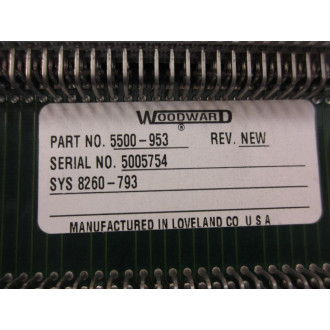 WOODWARD
®
PART NO. 5500-953 REV. NEW
SERIAL NO. 5005754
SYS 8260-793
MANUFACTURED IN LOVELAND CO U S A